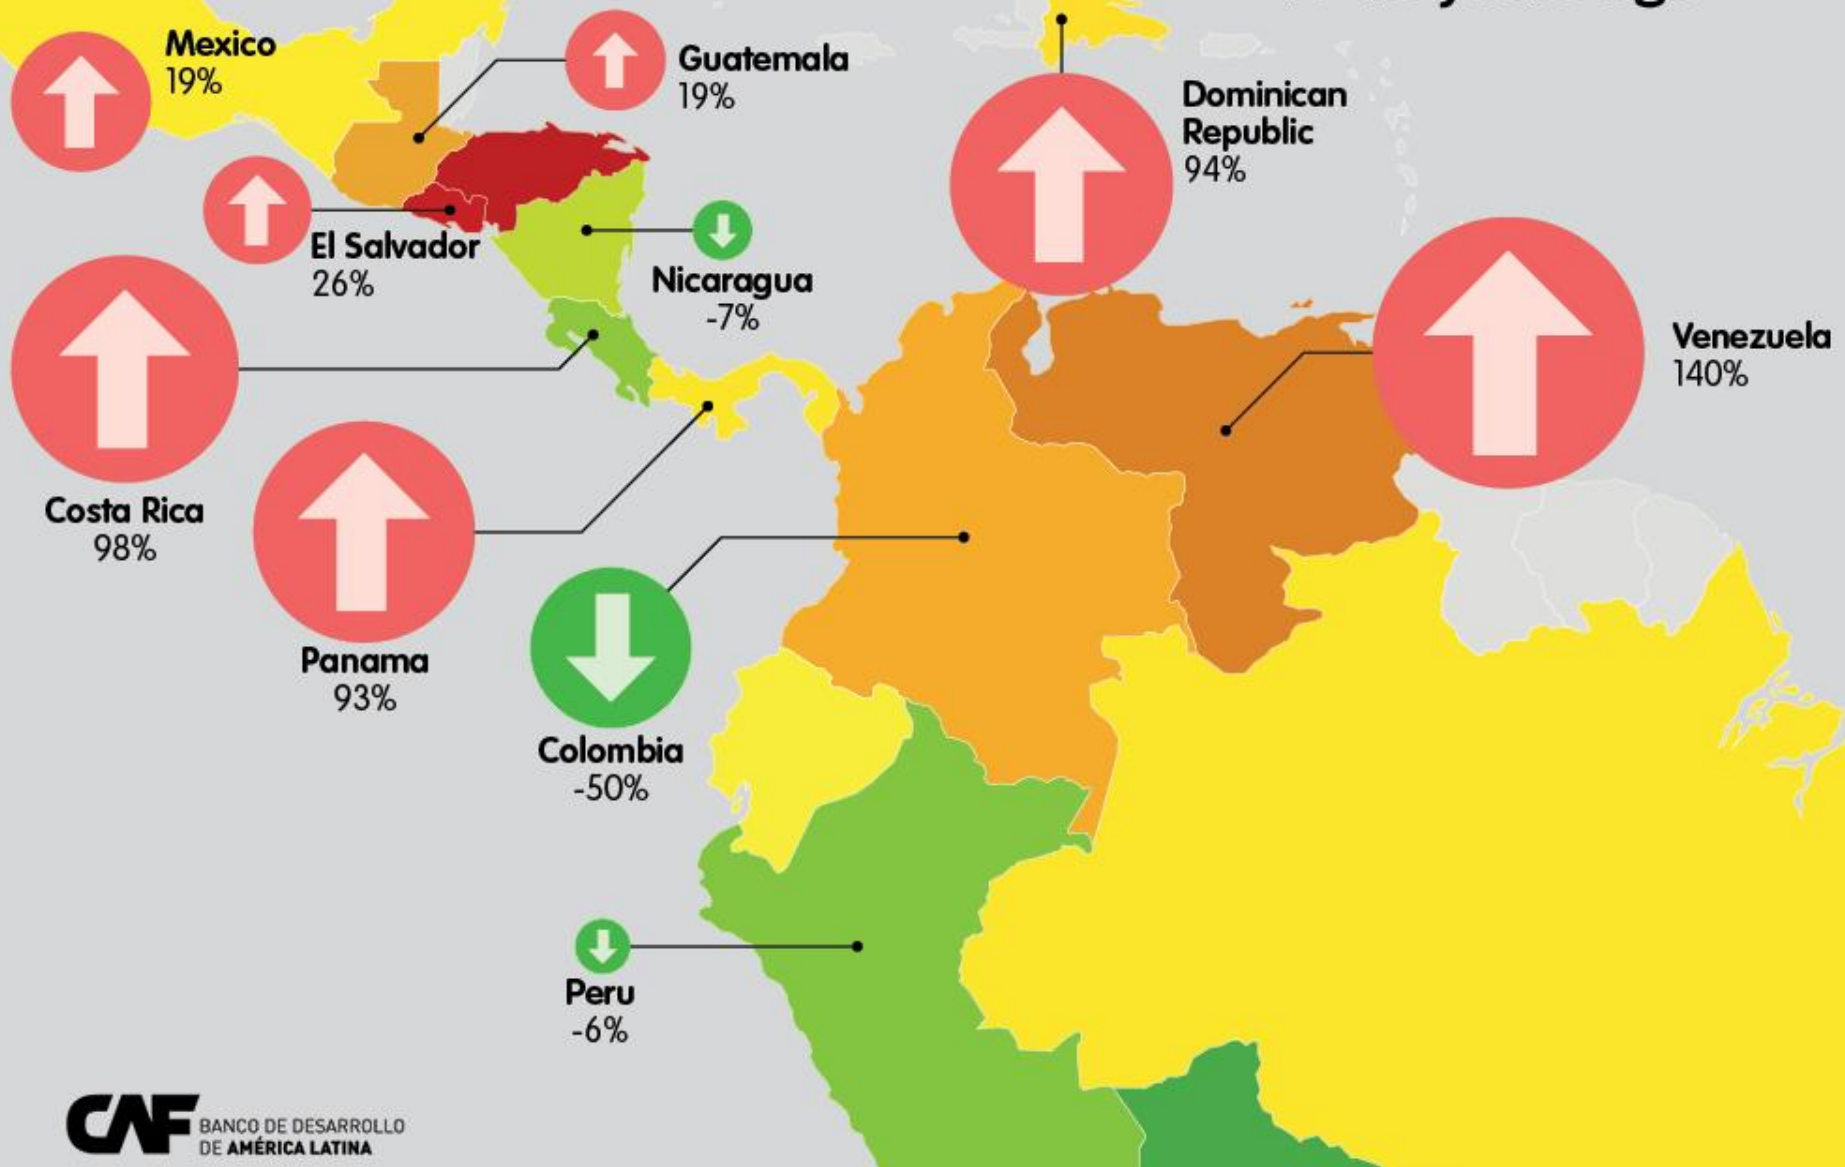 Mexico
19%
Guatemala
19%
Dominican
Republic
94%
El Salvador
26%
Nicaragua
-7%
Venezuela
140%
Costa Rica
98%
Panama
93%
Colombia
-50%
Peru
-6%
CAF
BANCO DE DESARROLLO
DE AMÉRICA LATINA